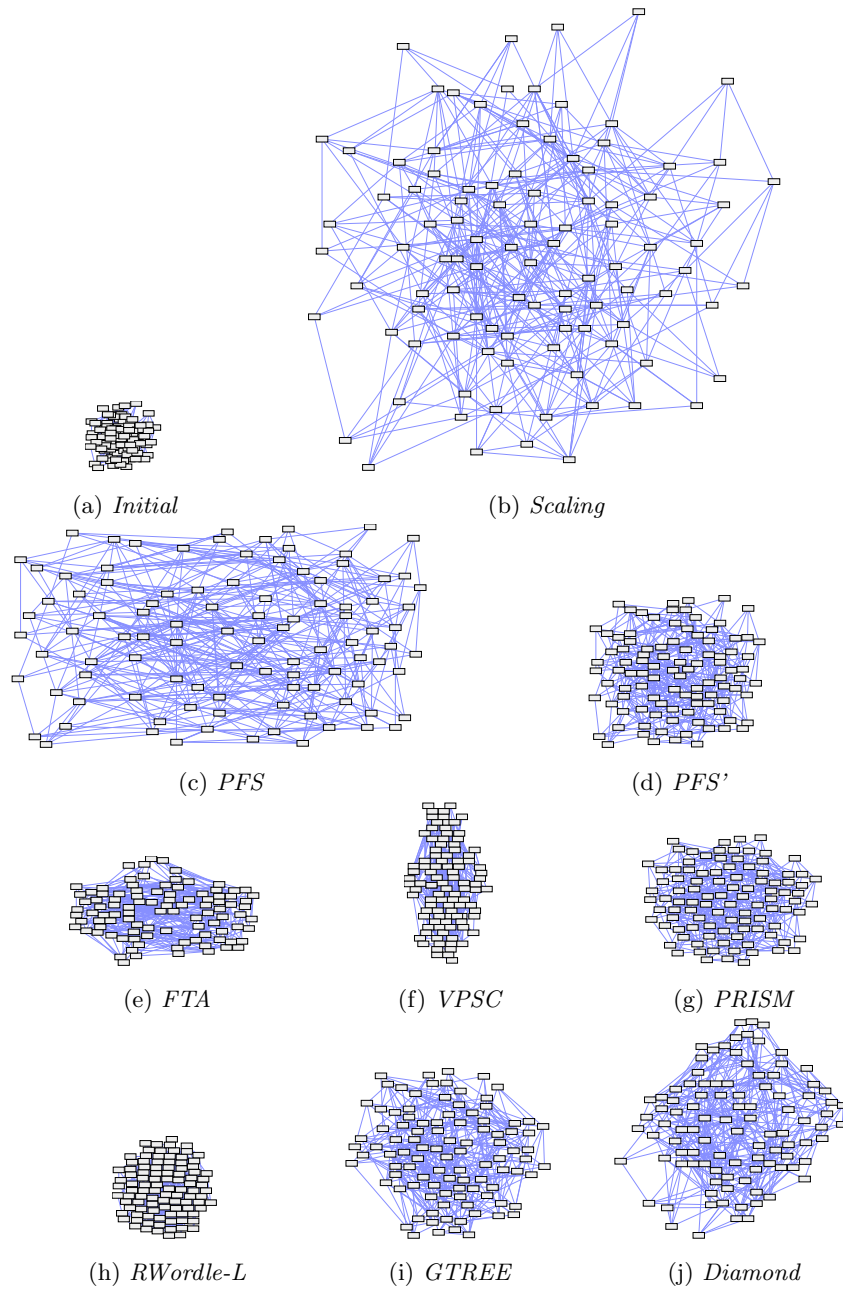 (a) Initial
(b) Scaling
(c) PFS
(d) PFS'
(e) FTA
(f) VPSC
(g) PRISM
(h) RWordle-L
(i) GTREE
(j) Diamond